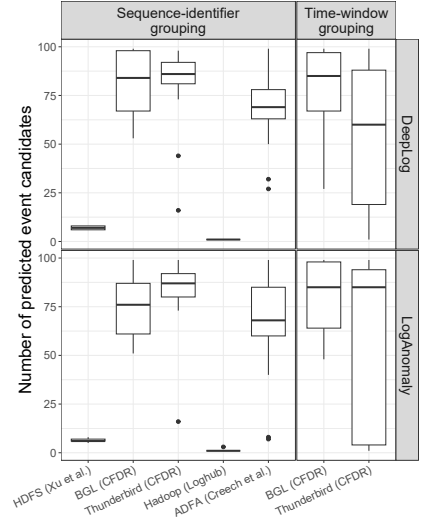 Sequence-identifier
grouping
Time-window
grouping
Number of predicted event candidates
100
75
50
25
0
DeepLog
100
75
50
25
0
LogAnomaly
HDFS (Xu et al.)
BGL (CFDR)
Thunderbird (CFDR)
Hadoop (Loghub)
ADFA (Creech et al.)
BGL (CFDR)
Thunderbird (CFDR)